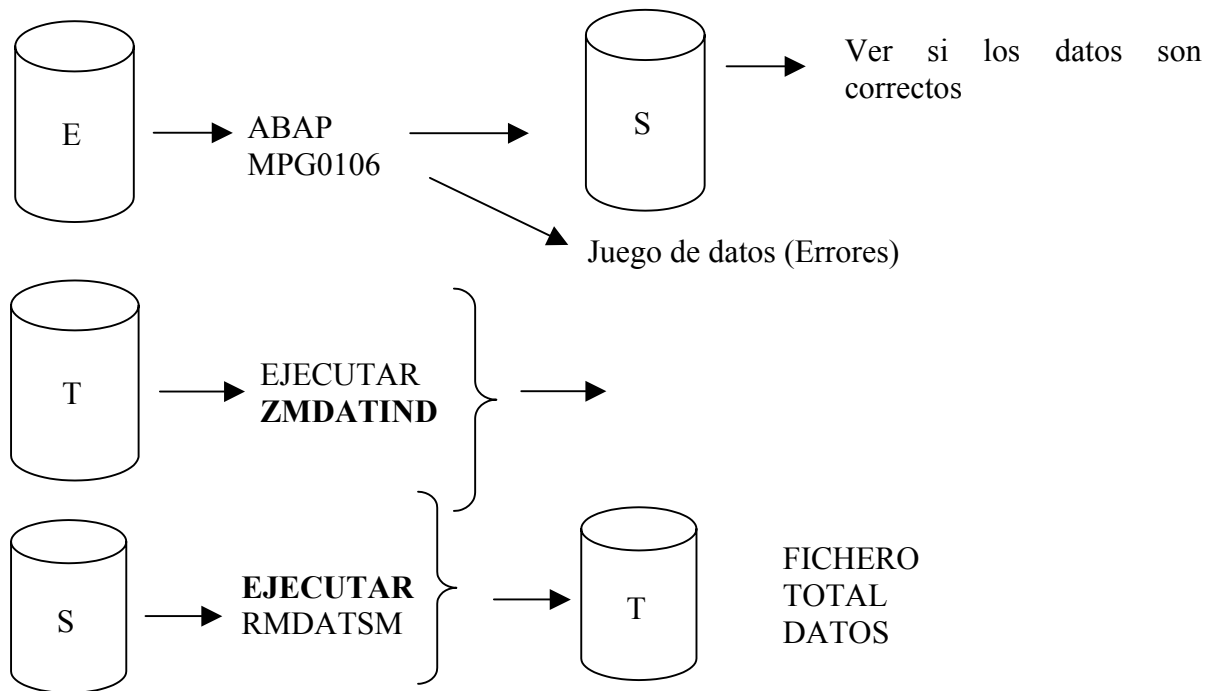 E
ABAP
MPG0106
S
Ver si los datos son
correctos
Juego de datos (Errores)
T
EJECUTAR
ZMDATIND
S
EJECUTAR
RMDATSM
T
FICHERO
TOTAL
DATOS